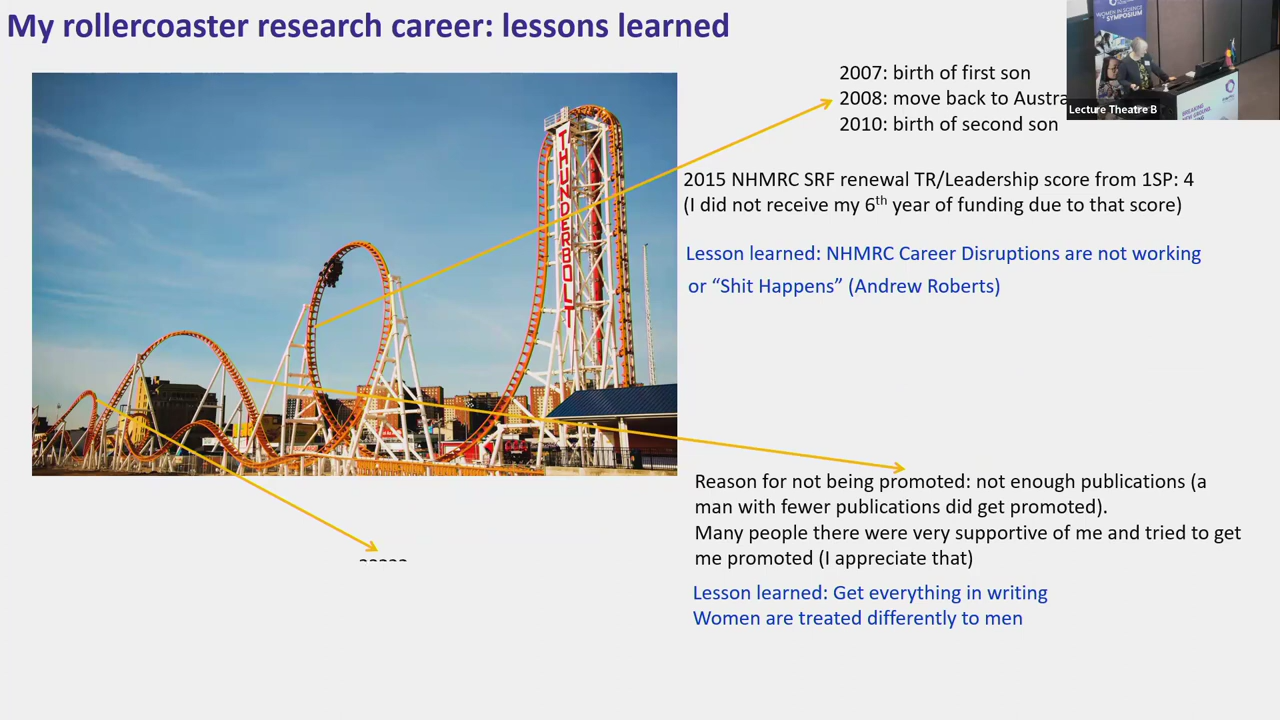 My rollercoaster research career: lessons learned
WOMEN IN SCIENCE
SYMPOSIUM
2007: birth of first son
2008: move back to Austra
2010: birth of second son
Lecture Theatre B
THUNDERBOLT
2015 NHMRC SRF renewal TR/Leadership score from 1SP: 4
(I did not receive my 6th year of funding due to that score)
Lesson learned: NHMRC Career Disruptions are not working
or “Shit Happens” (Andrew Roberts)
Reason for not being promoted: not enough publications (a
man with fewer publications did get promoted).
Many people there were very supportive of me and tried to get
me promoted (I appreciate that)
Lesson learned: Get everything in writing
Women are treated differently to men